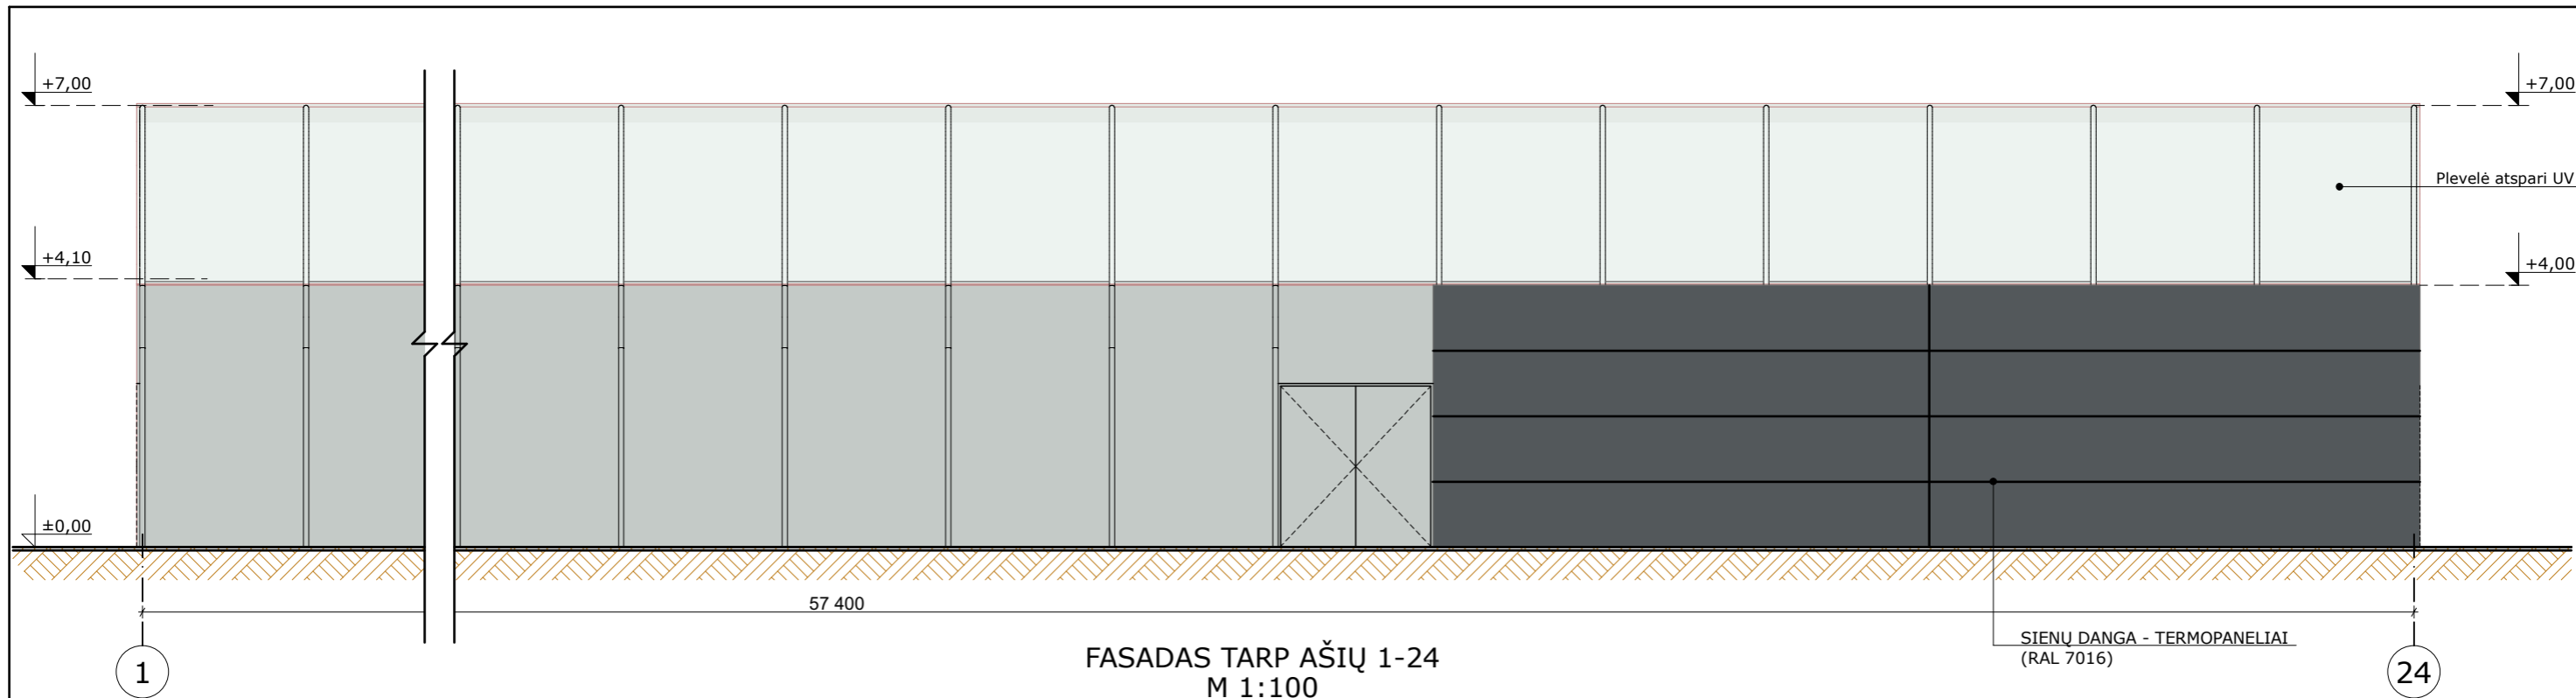 +7,00
+7,00
Plevelė atspari UV
+4,10
+4,00
±0,00
57 400
SIENŲ DANGA - TERMOPANELIAI
(RAL 7016)
FASADAS TARP AŠIŲ 1-24
M 1:100
1
24